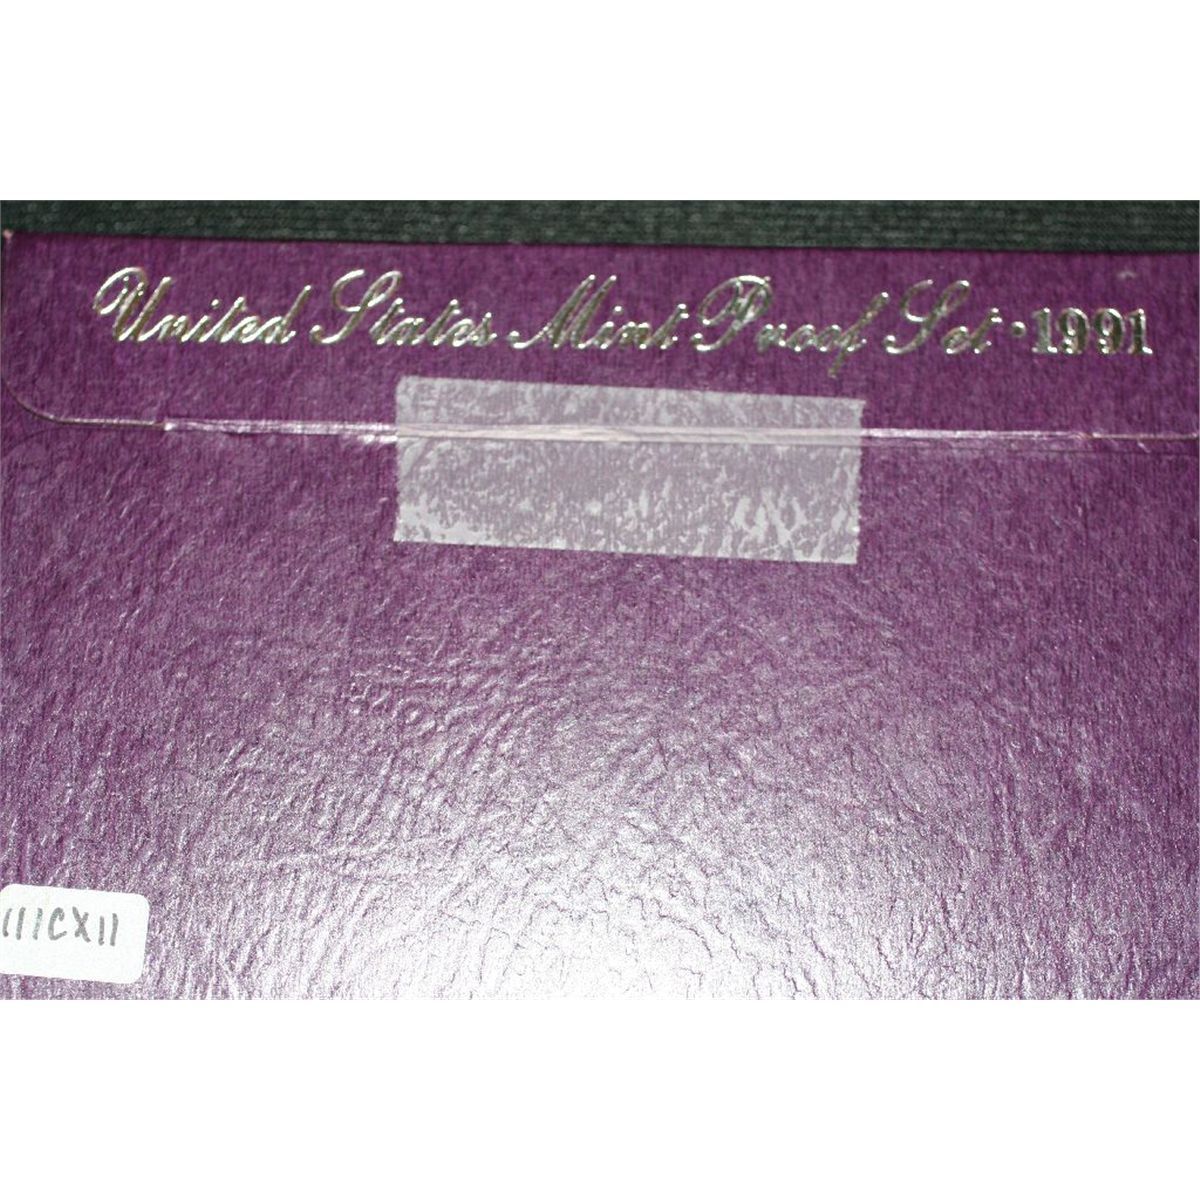 United States Mint Proof Set · 1991
111CX11